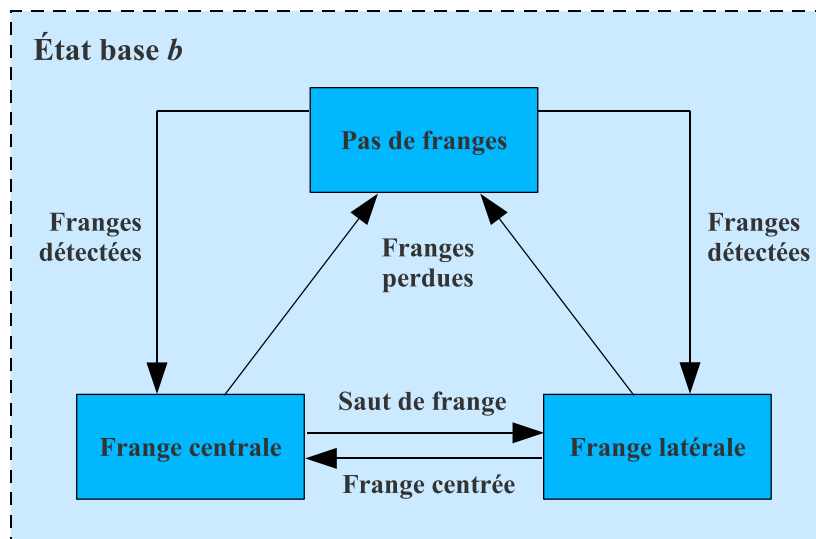 État base b
Pas de franges
Franges
détectées
Franges
perdues
Franges
détectées
Saut de frange
Frange centrale
Frange latérale
Frange centrée